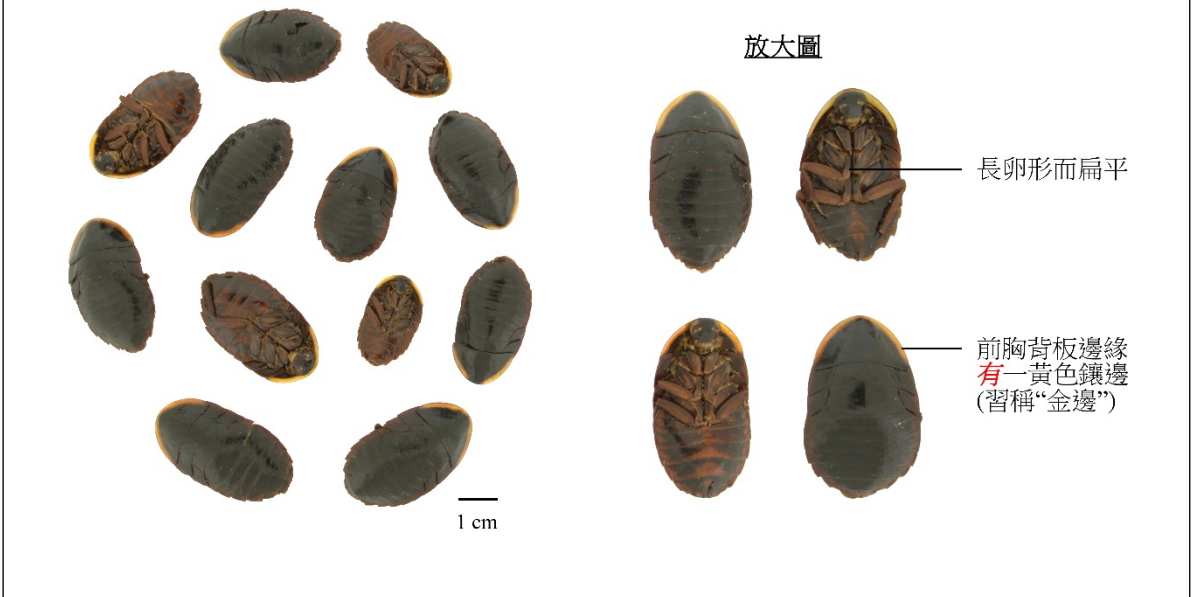 放大圖
長卵形而扁平
前胸背板邊緣
有一黃色鑲邊
(習稱“金邊”)
1 cm